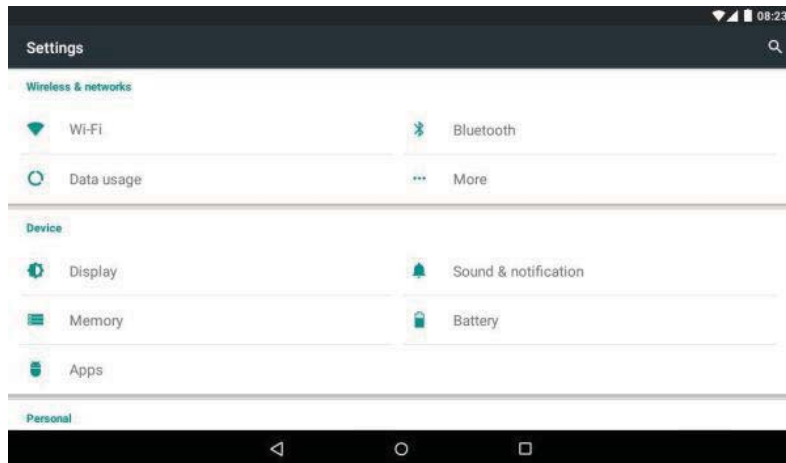 08:23
Settings
Wireless & networks
Wi-Fi
Bluetooth
Data usage
More
Device
Display
Sound & notification
Memory
Battery
Apps
Personal